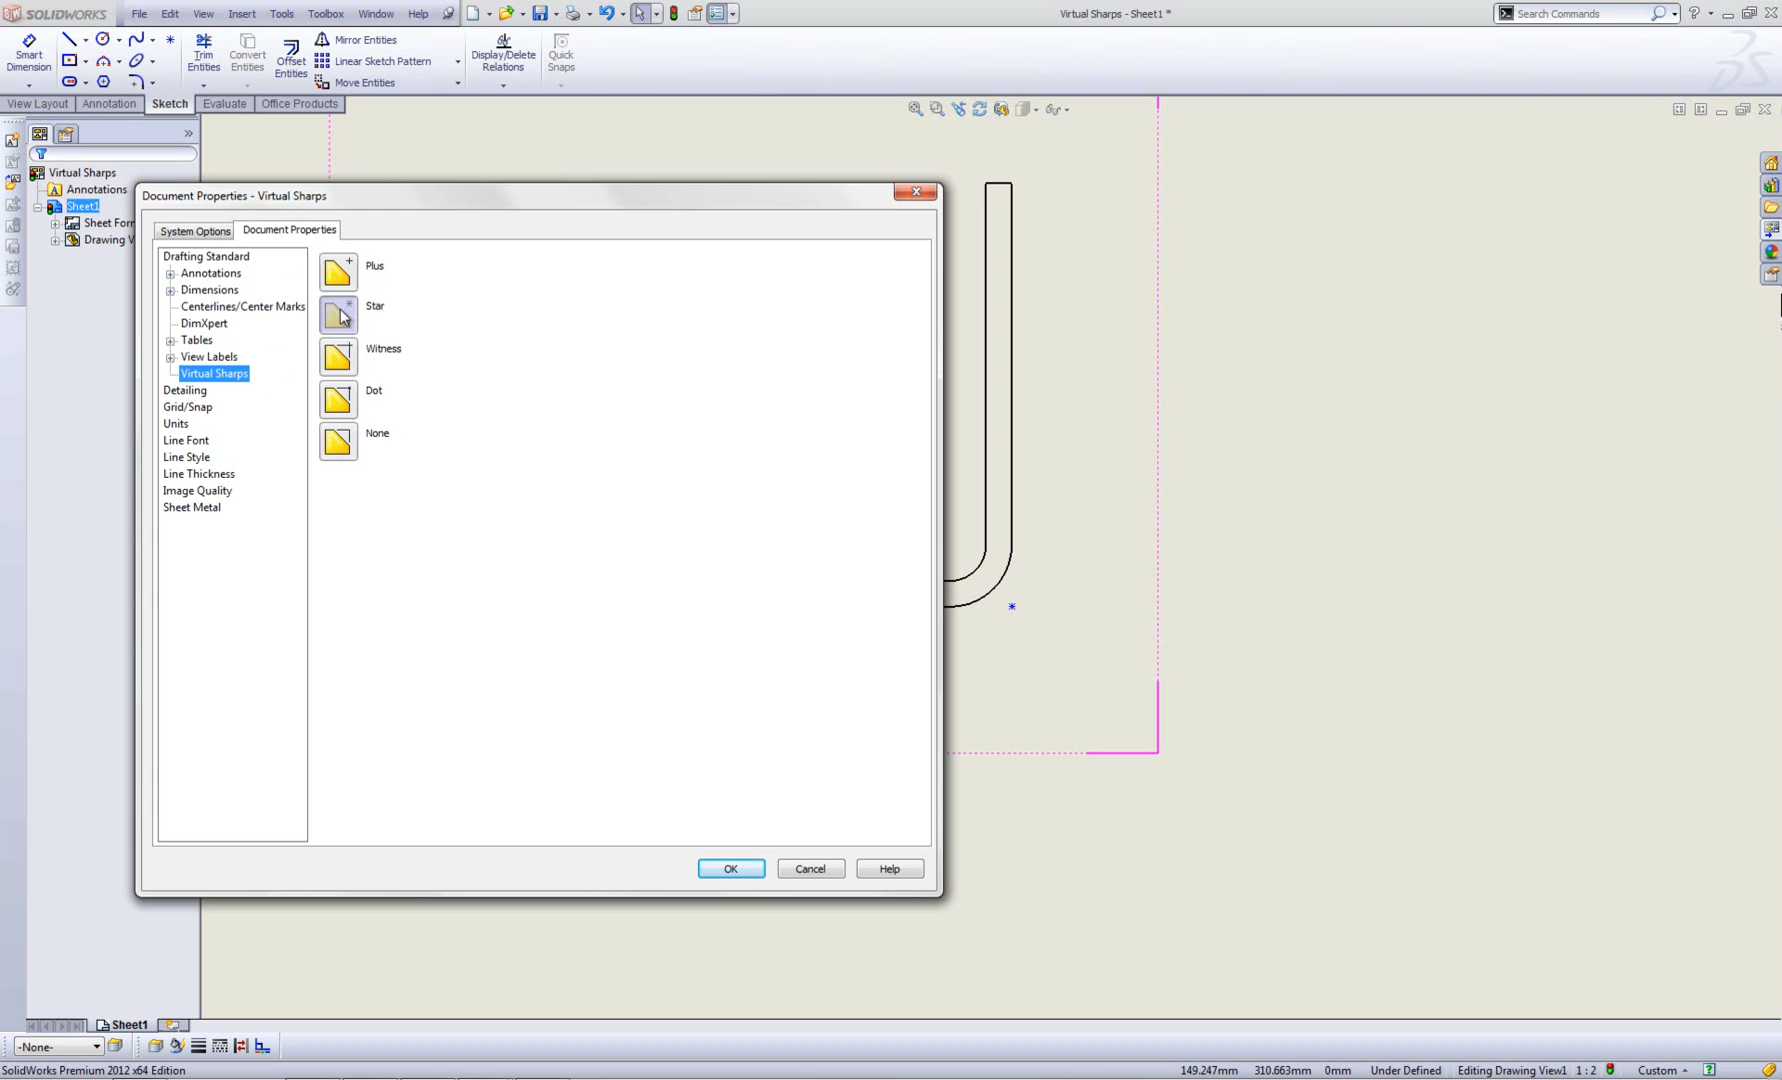 SOLIDWORKS File Edit View Insert Tools Toolbox Window Help Virtual Sharps - Sheet1 * Search Commands
Smart Dimension
Trim Entities
Convert Entities
Offset Entities
Mirror Entities
Linear Sketch Pattern
Move Entities
Display/Delete Relations
Quick Snaps
View Layout Annotation Sketch Evaluate Office Products
Virtual Sharps
Annotations
Sheet1
Sheet Forn
Drawing V
Document Properties - Virtual Sharps
System Options Document Properties
Drafting Standard
Annotations
Dimensions
Centerlines/Center Marks
DimXpert
Tables
View Labels
Virtual Sharps
Detailing
Grid/Snap
Units
Line Font
Line Style
Line Thickness
Image Quality
Sheet Metal
Plus
Star
Witness
Dot
None
OK Cancel Help
Sheet1
-None-
SolidWorks Premium 2012 x64 Edition 149.247mm 310.663mm 0mm Under Defined Editing Drawing View1 1 : 2 Custom